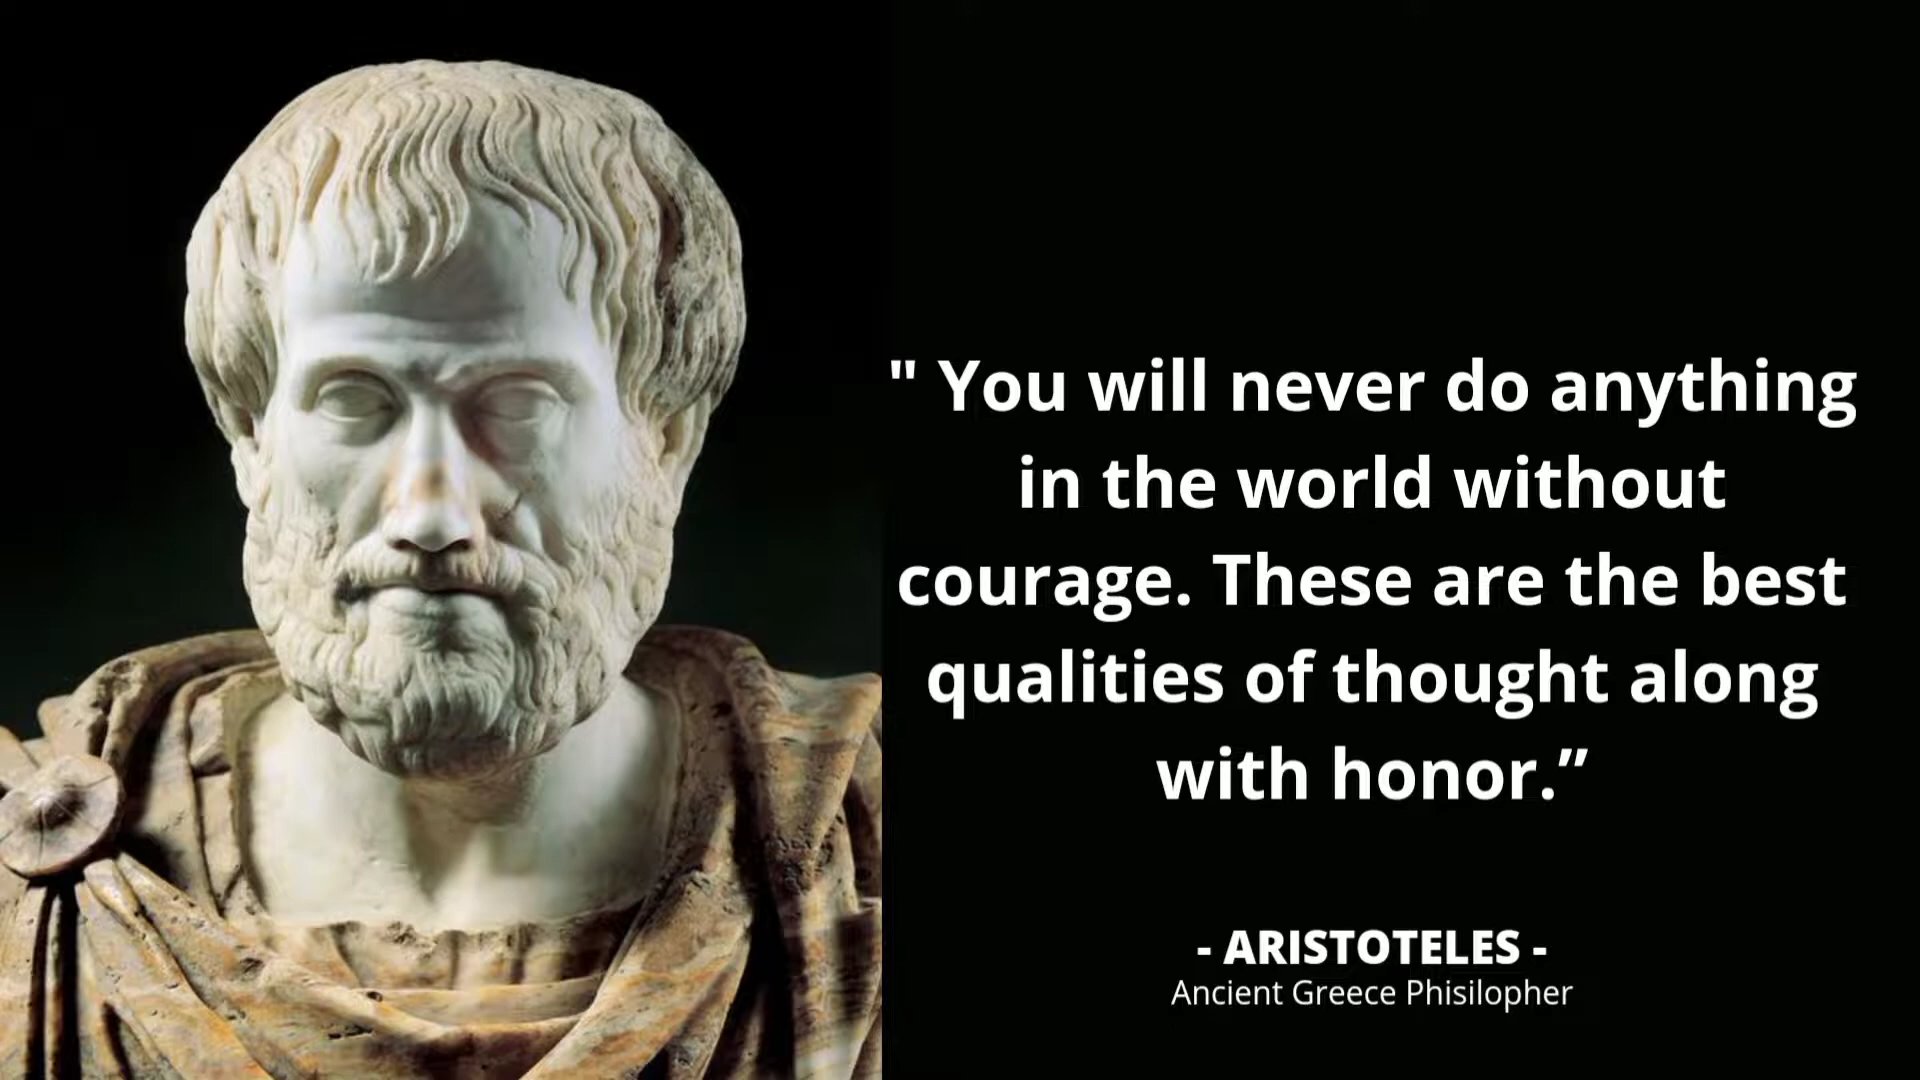 " You will never do anything
in the world without
courage. These are the best
qualities of thought along
with honor.”
- ARISTOTELES -
Ancient Greece Phisilopher